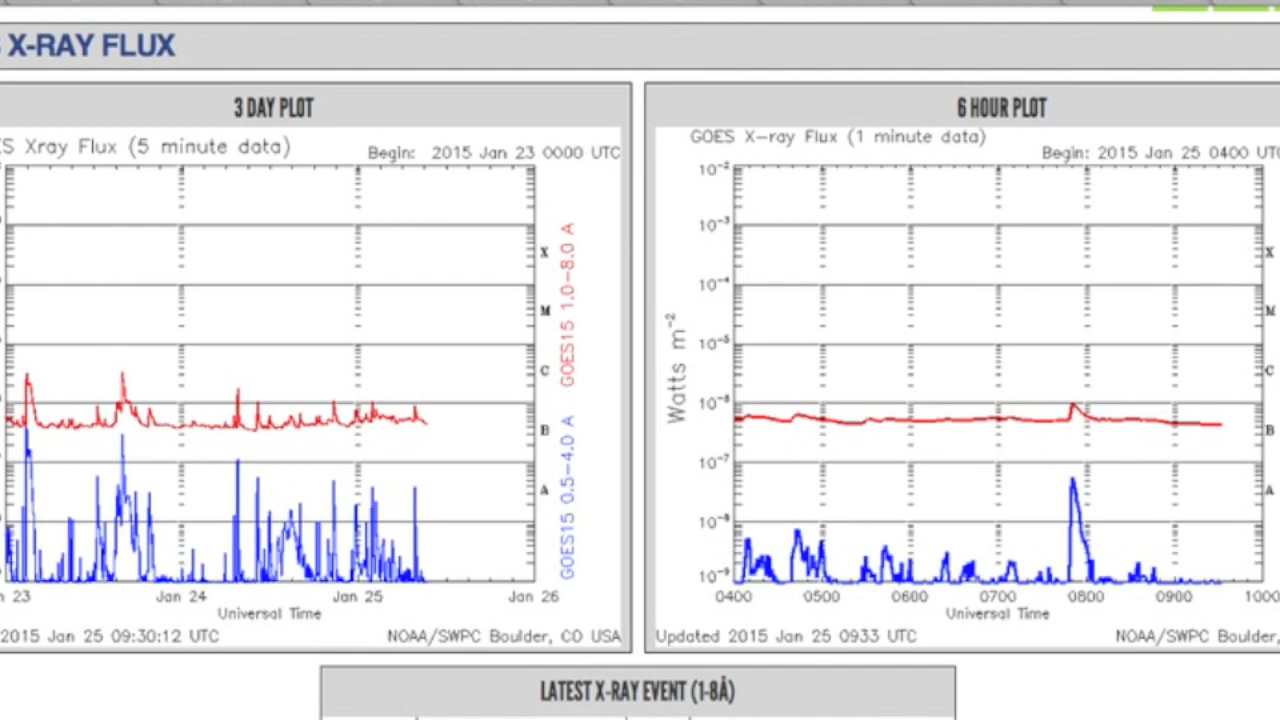 X-RAY FLUX
3 DAY PLOT
ES Xray Flux (5 minute data)
Begin: 2015 Jan 23 0000 UTC
X
M
C
B
A
GOES15 1.0-8.0 A
GOES15 0.5-4.0 A
n 23 Jan 24 Jan 25 Jan 26
Universal Time
2015 Jan 25 09:30:12 UTC
NOAA/SWPC Boulder, CO USA
6 HOUR PLOT
GOES X-ray Flux (1 minute data)
Begin: 2015 Jan 25 0400 UTC
Watts m⁻²
10⁻²
10⁻³
10⁻⁴
10⁻⁵
10⁻⁶
10⁻⁷
10⁻⁸
10⁻⁹
X
M
C
B
A
0400 0500 0600 0700 0800 0900 1000
Universal Time
Updated 2015 Jan 25 0933 UTC
NOAA/SWPC Boulder,
LATEST X-RAY EVENT (1-8Å)